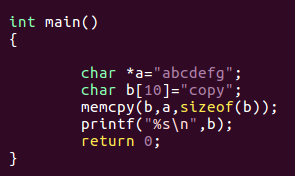 int main()
{
char *a="abcdefg";
char b[10]="copy";
memcpy(b,a,sizeof(b));
printf("%s\n",b);
return 0;
}